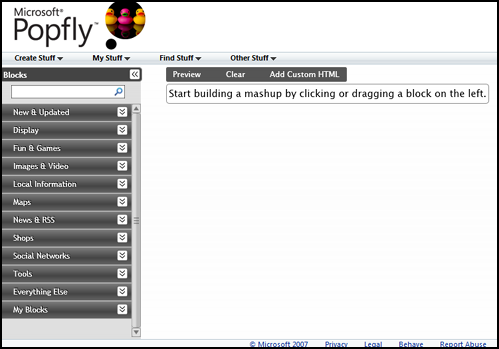 Microsoft®
Popfly™
Create Stuff My Stuff Find Stuff Other Stuff
Blocks
Preview Clear Add Custom HTML
Start building a mashup by clicking or dragging a block on the left.
New & Updated
Display
Fun & Games
Images & Video
Local Information
Maps
News & RSS
Shops
Social Networks
Tools
Everything Else
My Blocks
© Microsoft 2007 Privacy Legal Behave Report Abuse